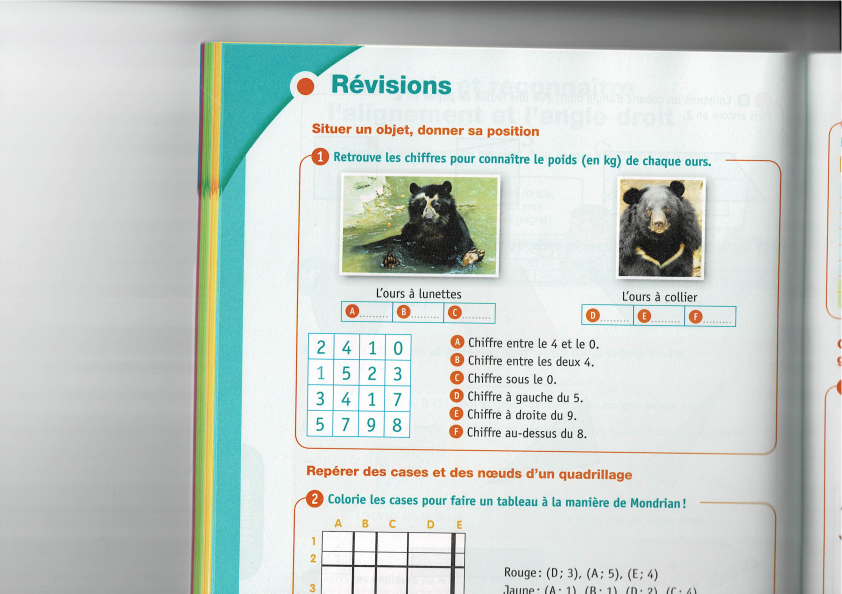 Révisions
Situer un objet, donner sa position
1 Retrouve les chiffres pour connaître le poids (en kg) de chaque ours.
L'ours à lunettes
A ......... B ......... C .........
L'ours à collier
D ......... E ......... F .........
2 4 1 0
1 5 2 3
3 4 1 7
5 7 9 8
A Chiffre entre le 4 et le 0.
B Chiffre entre les deux 4.
C Chiffre sous le 0.
D Chiffre à gauche du 5.
E Chiffre à droite du 9.
F Chiffre au-dessus du 8.
Repérer des cases et des nœuds d'un quadrillage
2 Colorie les cases pour faire un tableau à la manière de Mondrian !
A B C D E
1
2
3
Rouge : (D ; 3), (A ; 5), (E ; 4)
Jaune : (A ; 1), (B ; 1), (D ; 2), (C ; 4)